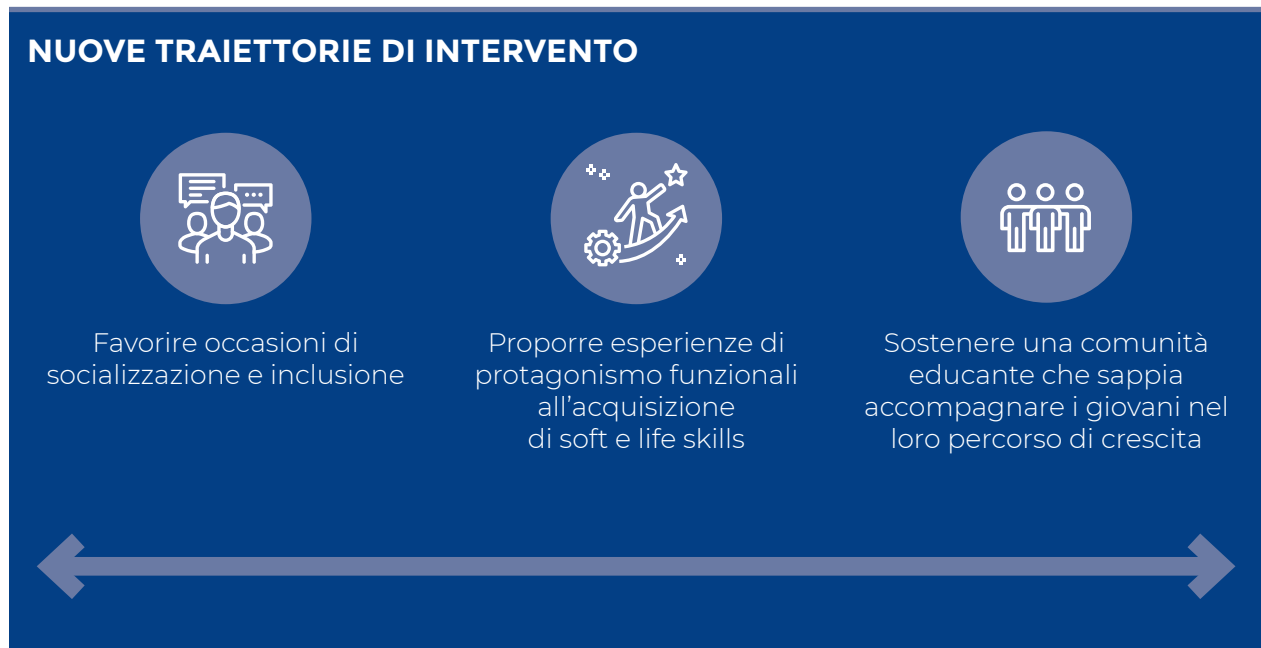 NUOVE TRAIETTORIE DI INTERVENTO
Favorire occasioni di
socializzazione e inclusione
Proporre esperienze di
protagonismo funzionali
all’acquisizione
di soft e life skills
Sostenere una comunità
educante che sappia
accompagnare i giovani nel
loro percorso di crescita